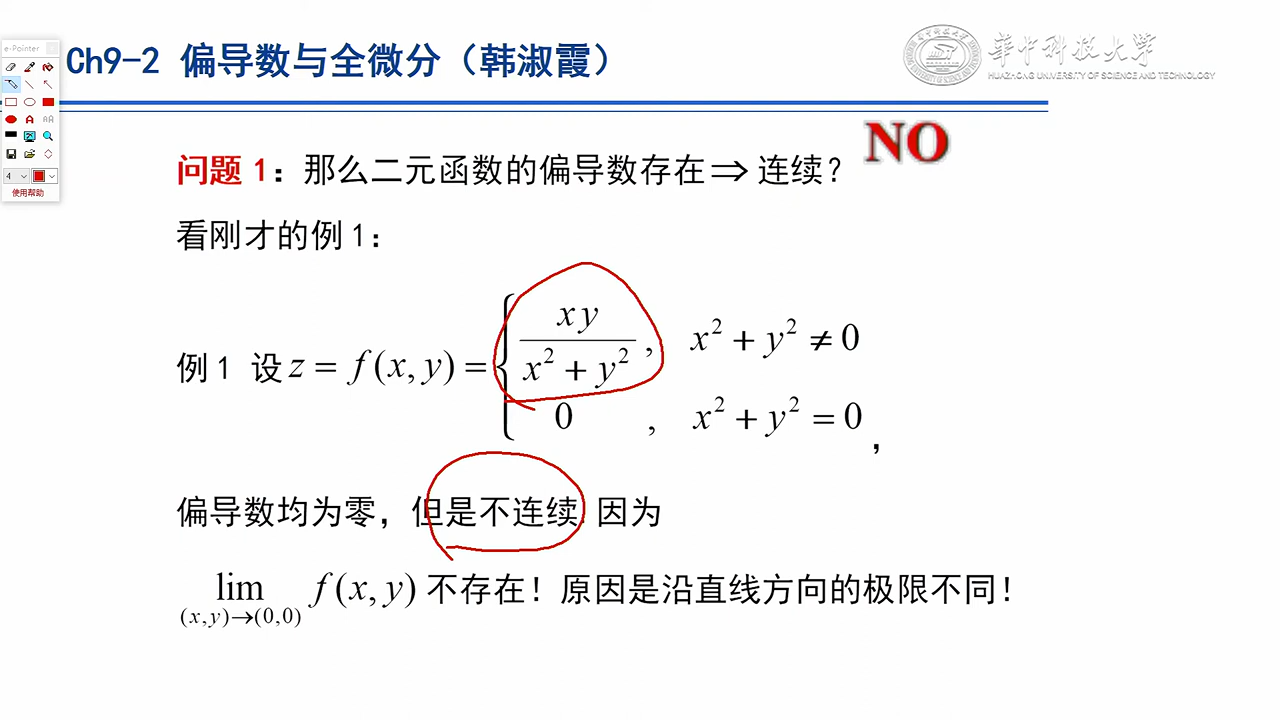 e-Pointer
Ch9-2 偏导数与全微分（韩淑霞）
華中科技大学
HUAZHONG UNIVERSITY OF SCIENCE AND TECHNOLOGY
4
使用帮助
问题 1：那么二元函数的偏导数存在⇒连续？ NO
看刚才的例1：
例1 设 z = f(x, y) = { xy / (x² + y²) , x² + y² ≠ 0
0 , x² + y² = 0 ,
偏导数均为零，但是不连续. 因为
lim (x,y)→(0,0) f(x, y) 不存在！原因是沿直线方向的极限不同！